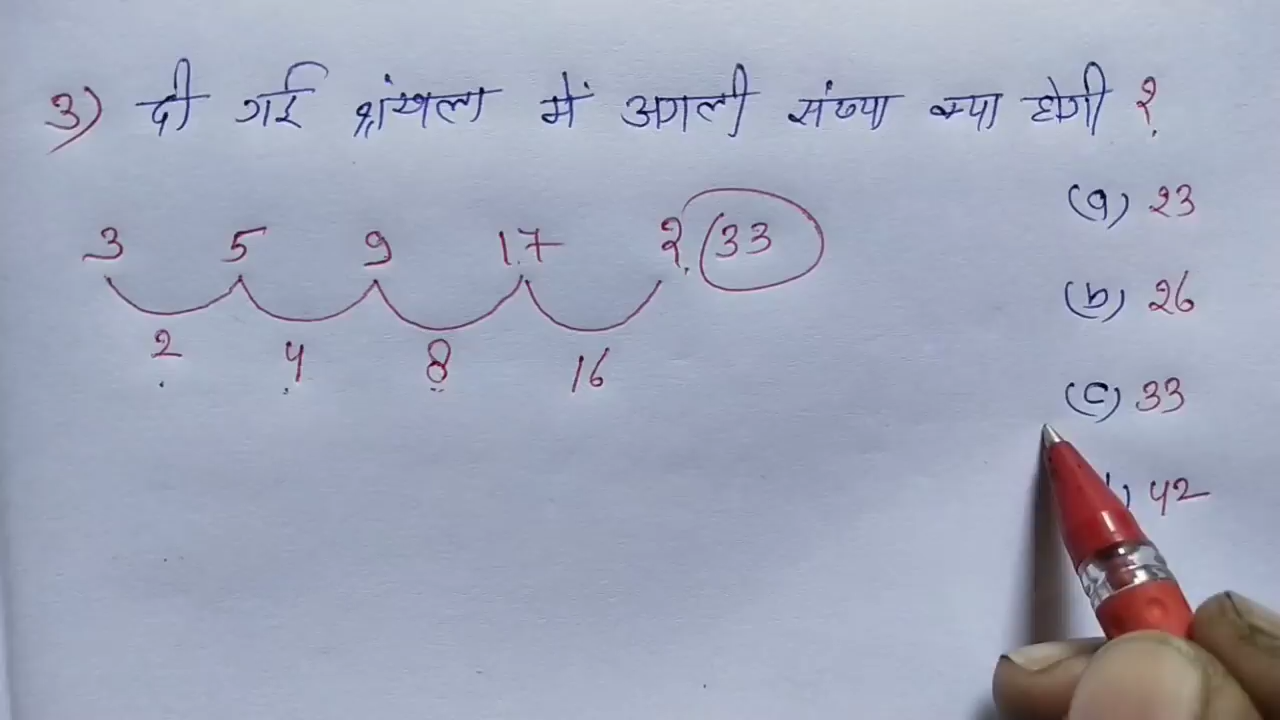 3) दी गई श्रंखला में अगली संख्या क्या होगी ?
3 5 9 17 ? 33
2 4 8 16
(a) 23
(b) 26
(c) 33
) 42